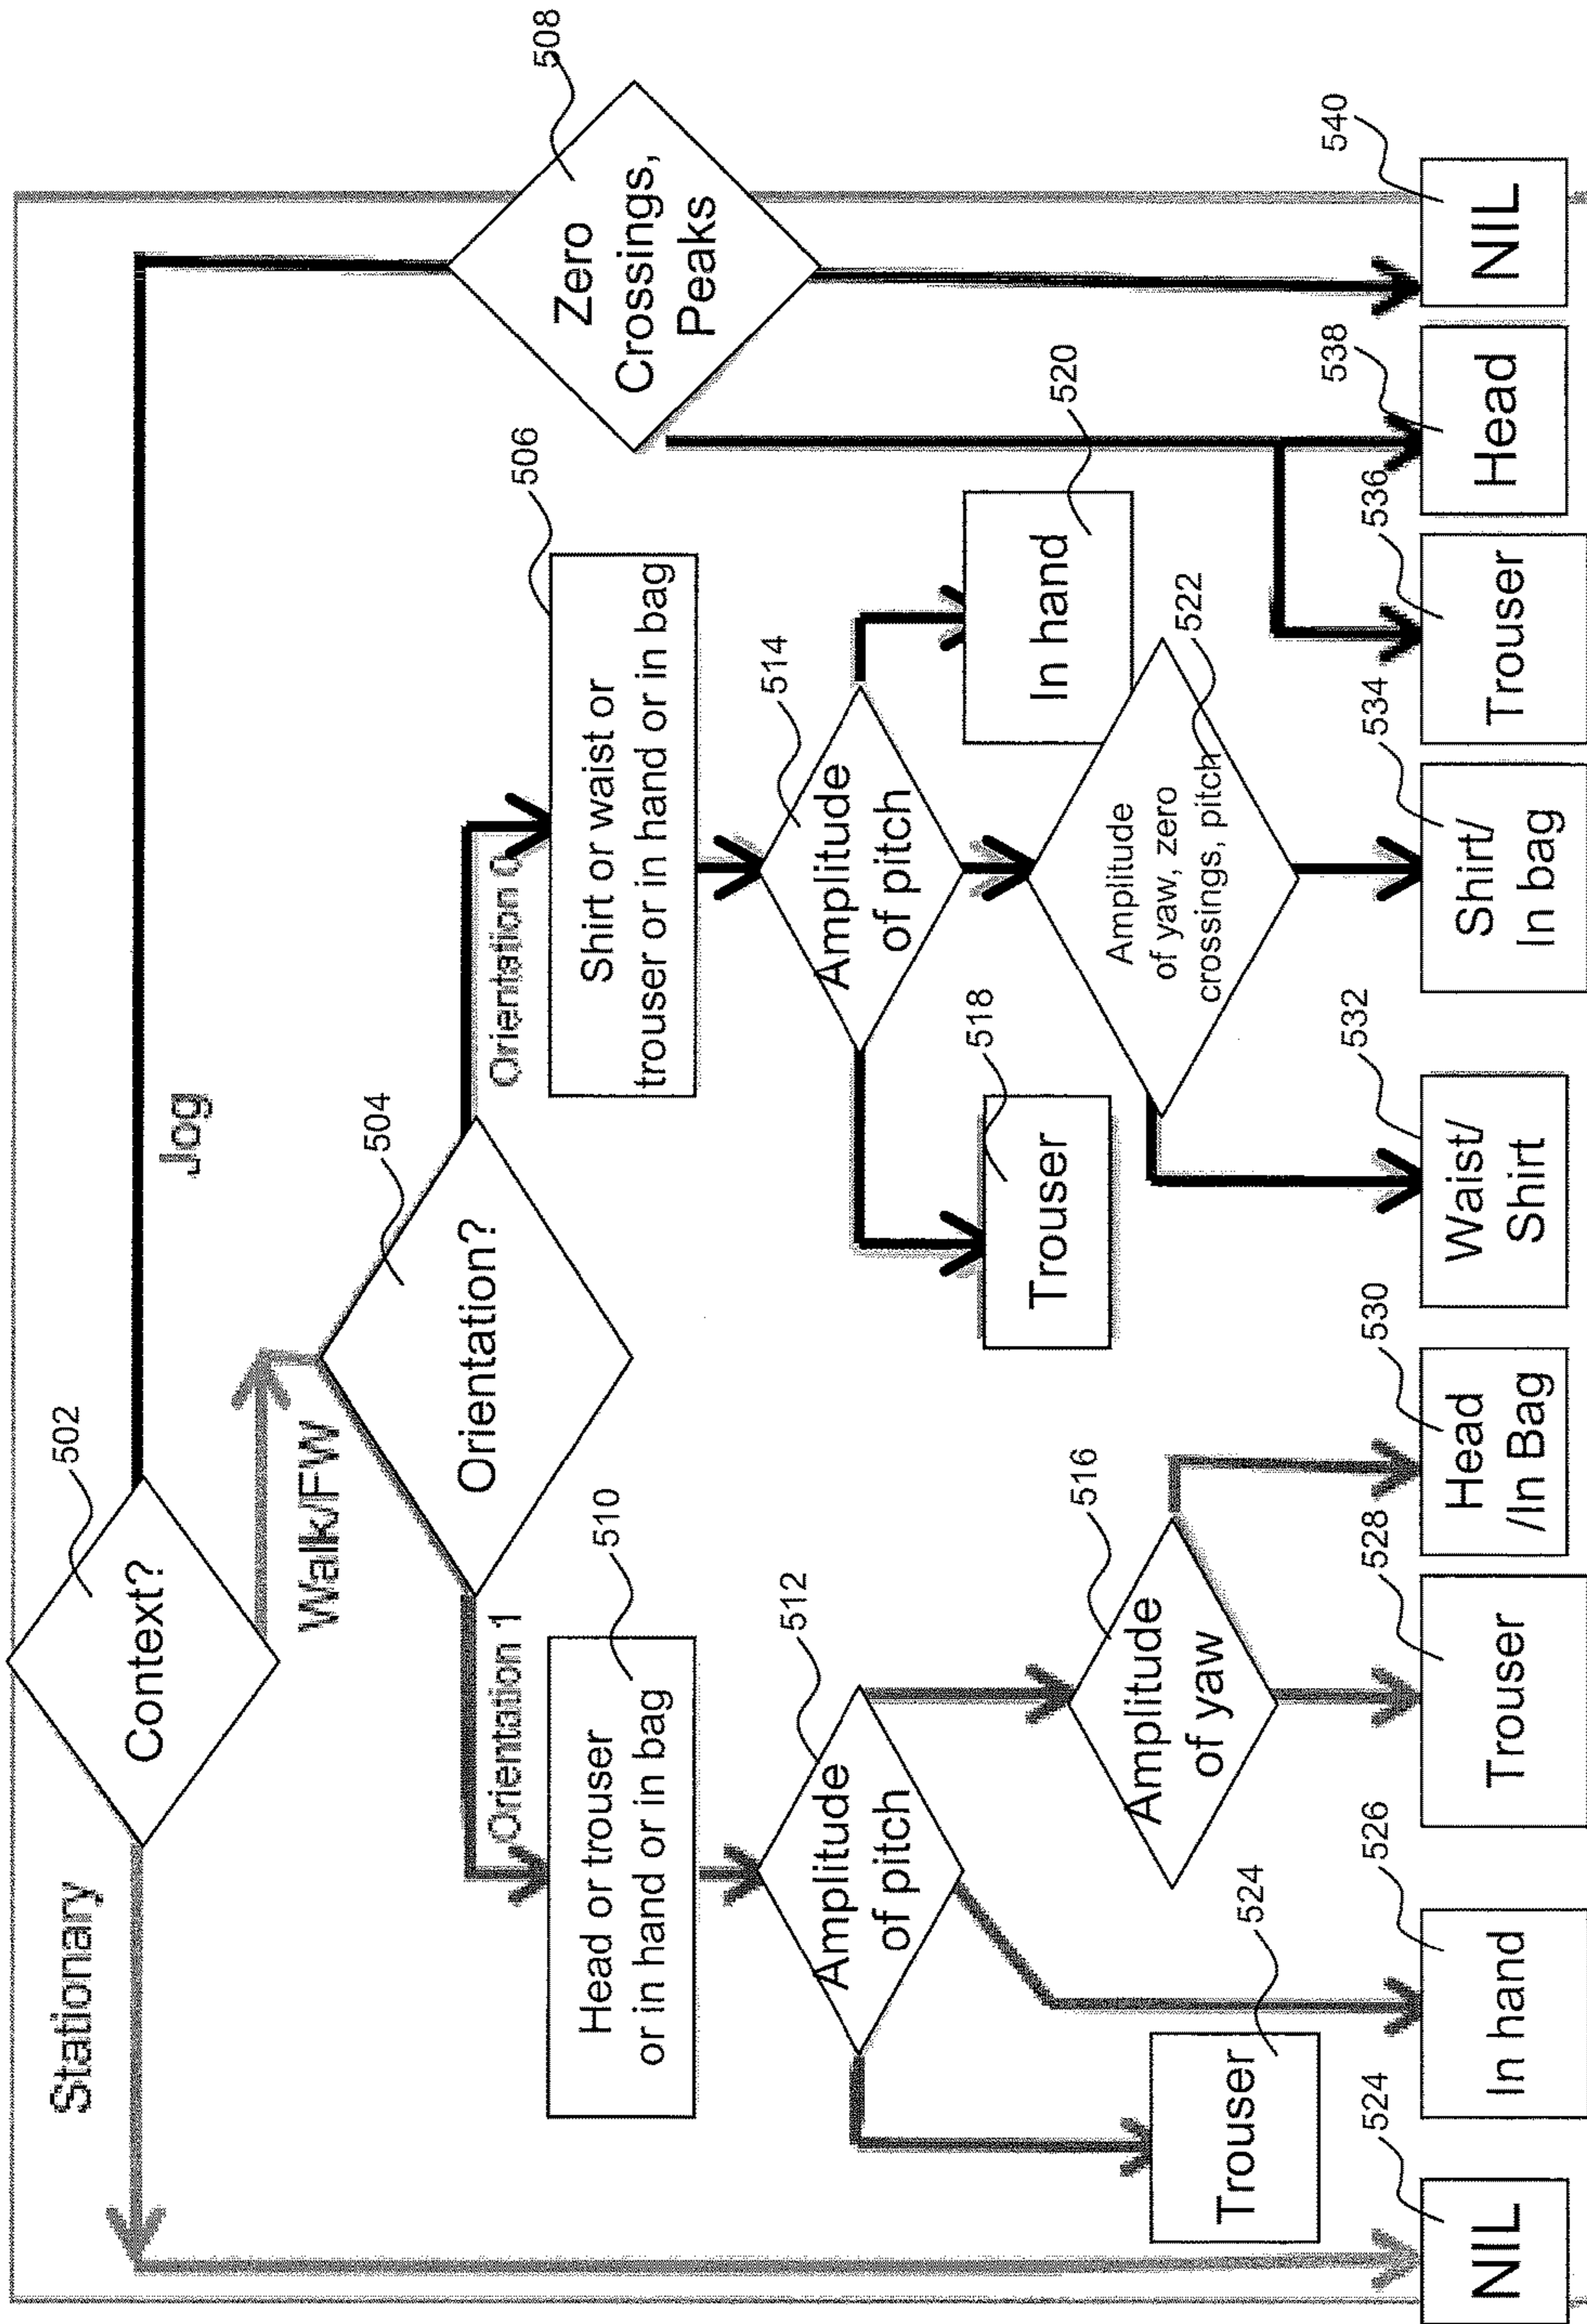 502
Context?
Stationary
Walk/FW
Jog
504
Orientation?
508
Zero
Crossings,
Peaks
Orientation 1
Orientation 0
510
Head or trouser
or in hand or in bag
506
Shirt or waist or
trouser or in hand or in bag
512
Amplitude
of pitch
514
Amplitude
of pitch
524
Trouser
516
Amplitude
of yaw
518
Trouser
520
In hand
522
Amplitude
of yaw, zero
crossings, pitch
524
NIL
526
In hand
528
Trouser
530
Head
/In Bag
532
Waist/
Shirt
534
Shirt/
In bag
536
Trouser
538
Head
540
NIL